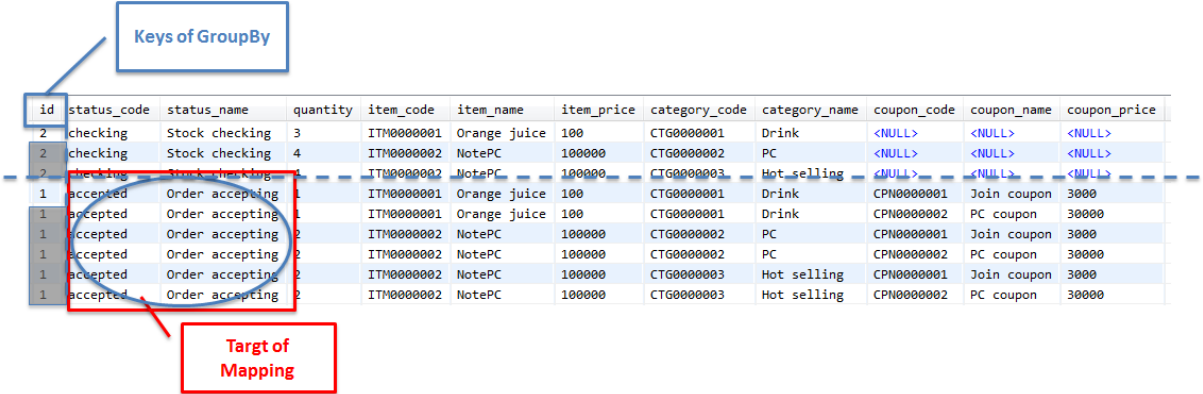 Keys of GroupBy
id status_code status_name quantity item_code item_name item_price category_code category_name coupon_code coupon_name coupon_price
2 checking Stock checking 3 ITM0000001 Orange juice 100 CTG0000001 Drink <NULL> <NULL> <NULL>
2 checking Stock checking 4 ITM0000002 NotePC 100000 CTG0000002 PC <NULL> <NULL> <NULL>
2 checking Stock checking 4 ITM0000002 NotePC 100000 CTG0000003 Hot selling <NULL> <NULL> <NULL>
1 accepted Order accepting 1 ITM0000001 Orange juice 100 CTG0000001 Drink CPN0000001 Join coupon 3000
1 accepted Order accepting 1 ITM0000001 Orange juice 100 CTG0000001 Drink CPN0000002 PC coupon 30000
1 accepted Order accepting 2 ITM0000002 NotePC 100000 CTG0000002 PC CPN0000001 Join coupon 3000
1 accepted Order accepting 2 ITM0000002 NotePC 100000 CTG0000002 PC CPN0000002 PC coupon 30000
1 accepted Order accepting 2 ITM0000002 NotePC 100000 CTG0000003 Hot selling CPN0000001 Join coupon 3000
1 accepted Order accepting 2 ITM0000002 NotePC 100000 CTG0000003 Hot selling CPN0000002 PC coupon 30000
Targt of
Mapping